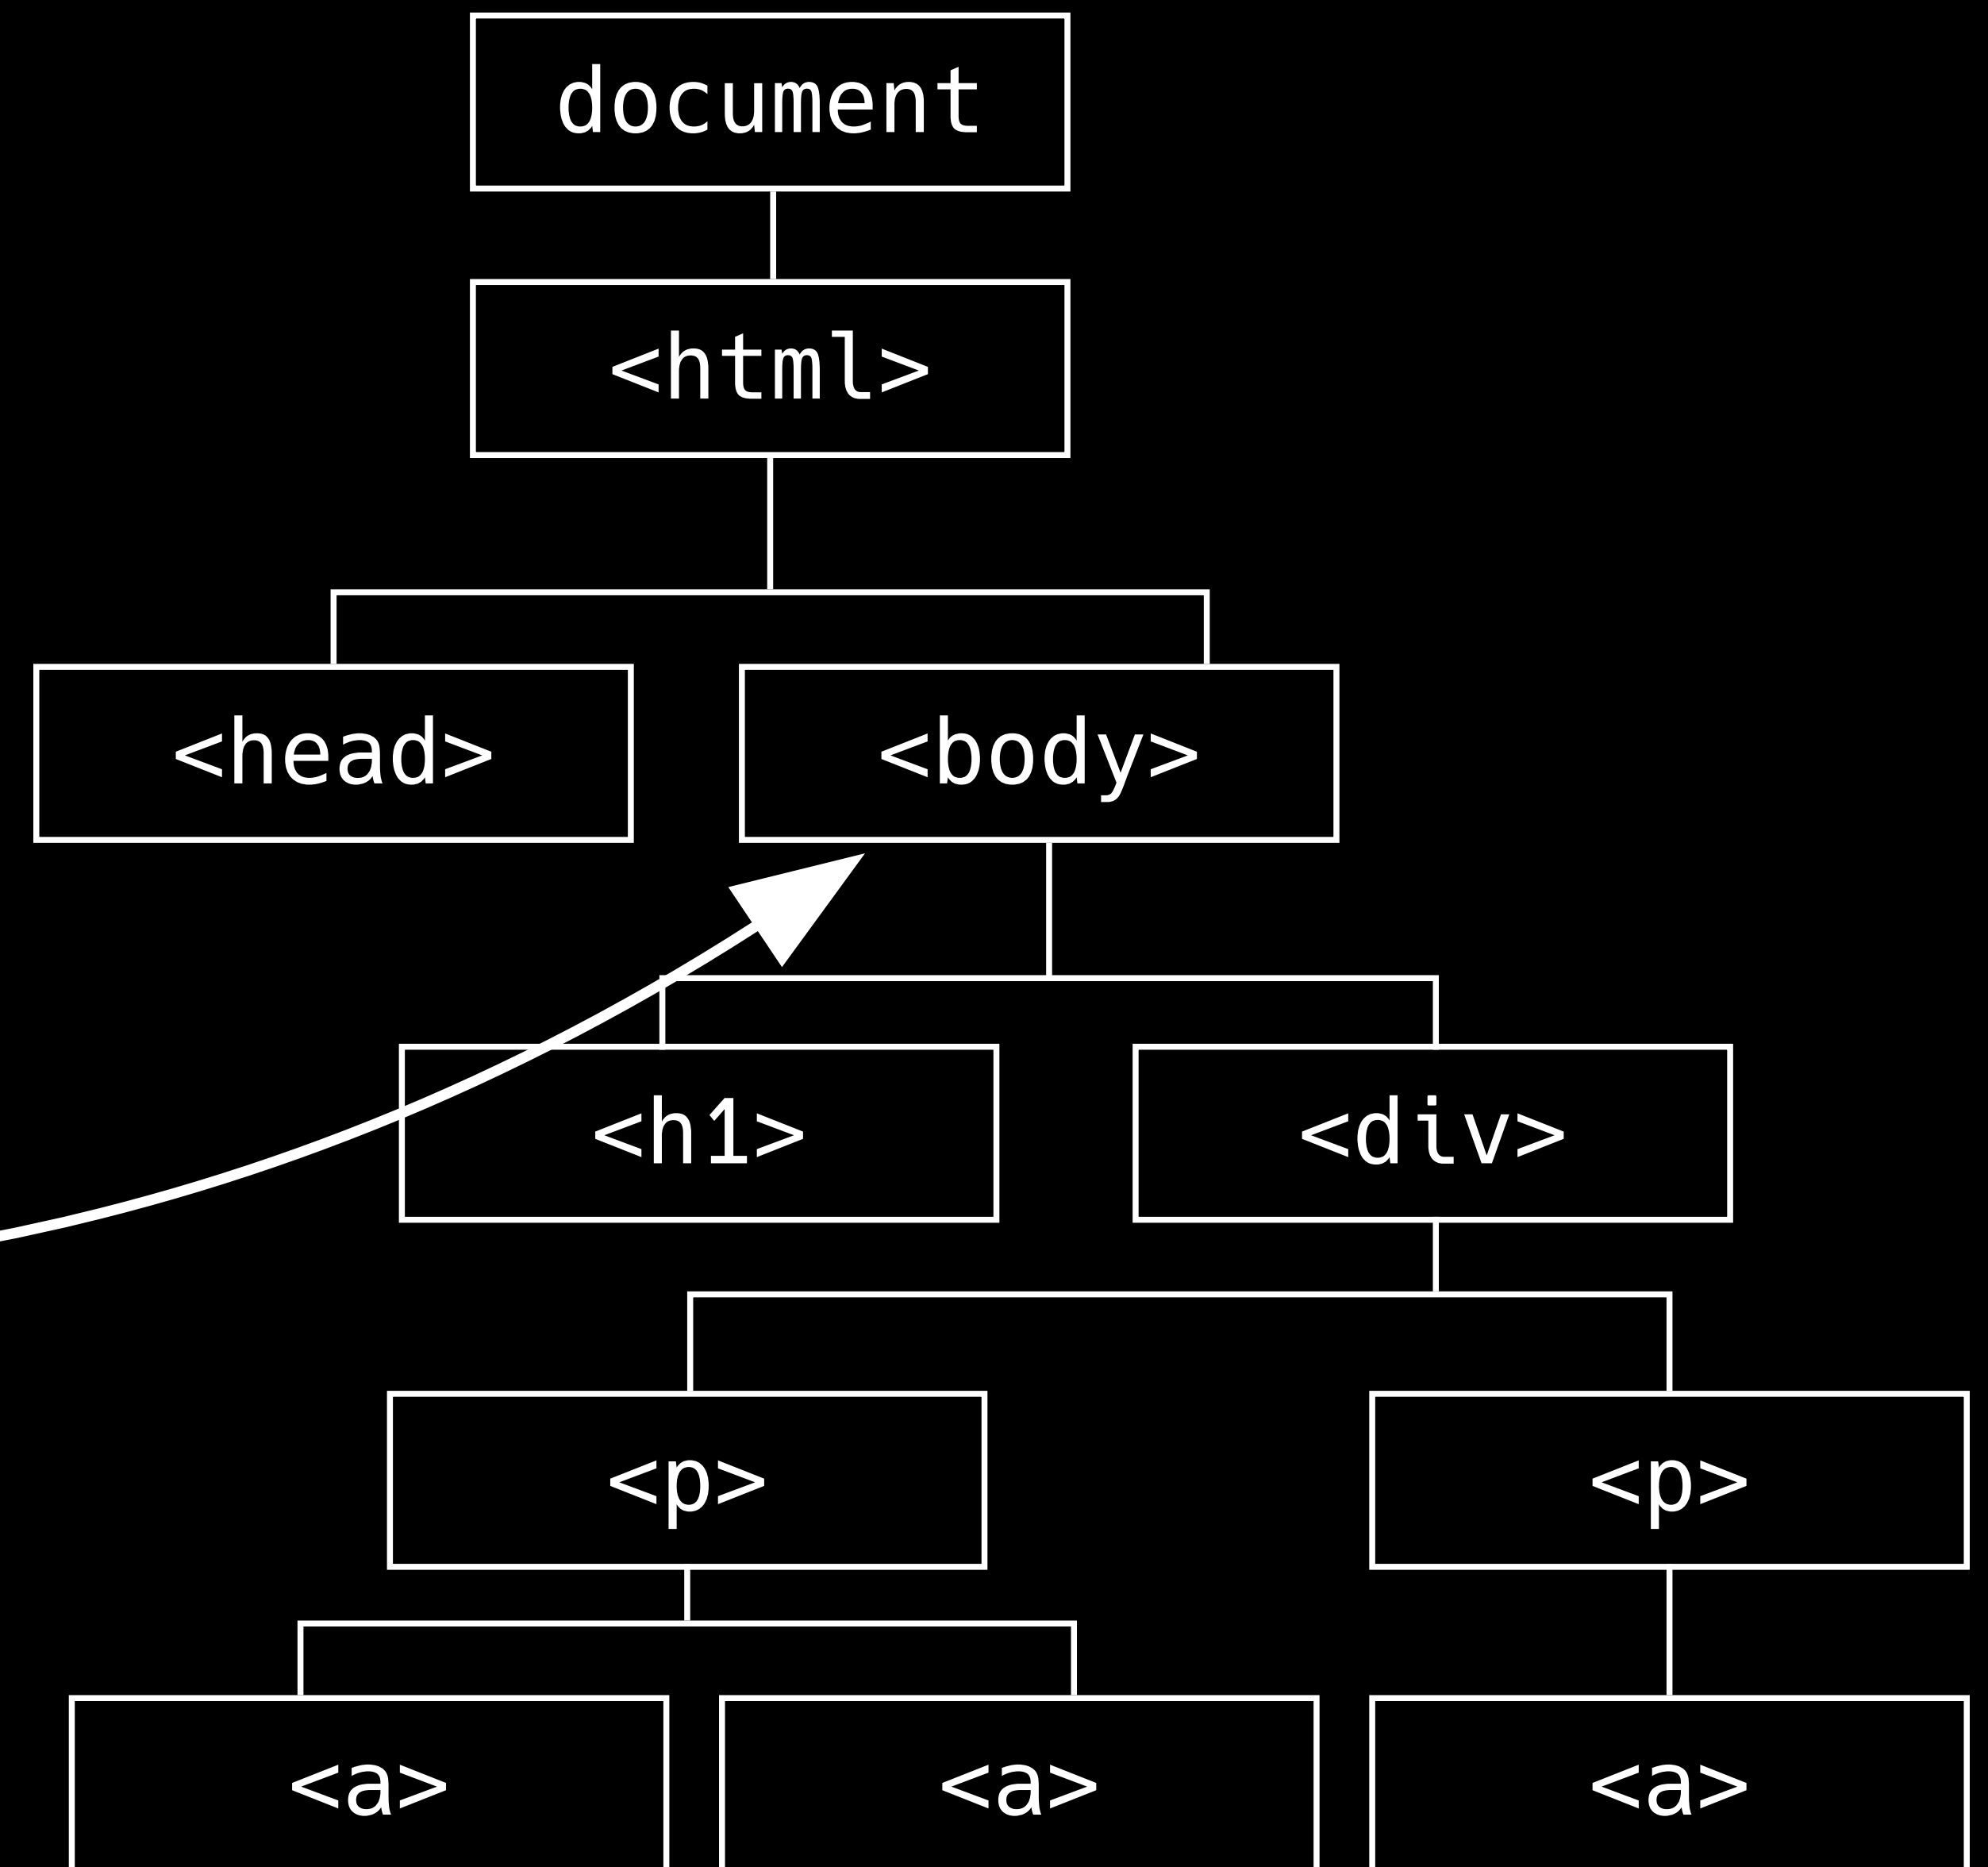 document
<html>
<head>
<body>
<h1>
<div>
<p>
<p>
<a>
<a>
<a>